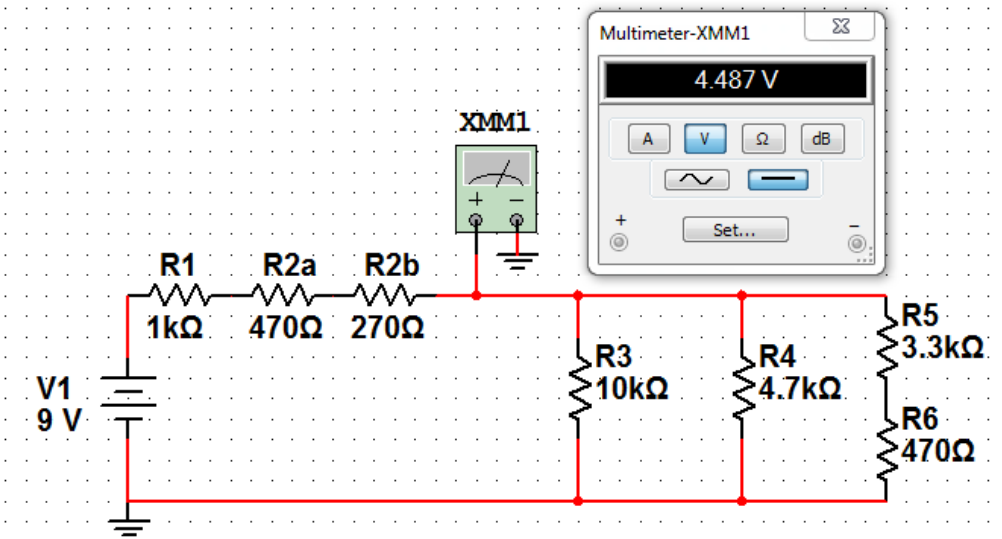 Multimeter-XMM1
4.487 V
A V Ω dB
+ Set... −
XMM1
+ −
R1 R2a R2b
1kΩ 470Ω 270Ω
V1
9 V
R3
10kΩ
R4
4.7kΩ
R5
3.3kΩ
R6
470Ω